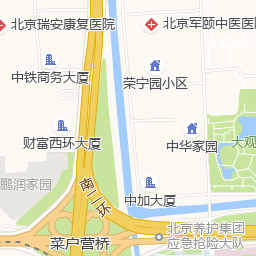 北京瑞安康复医院
北京军颐中医医
中铁商务大厦
荣宁园小区
财富西环大厦
中华家园
大观
鹏润家园
南二环
中加大厦
北京养护集团
应急抢险大队
菜户营桥